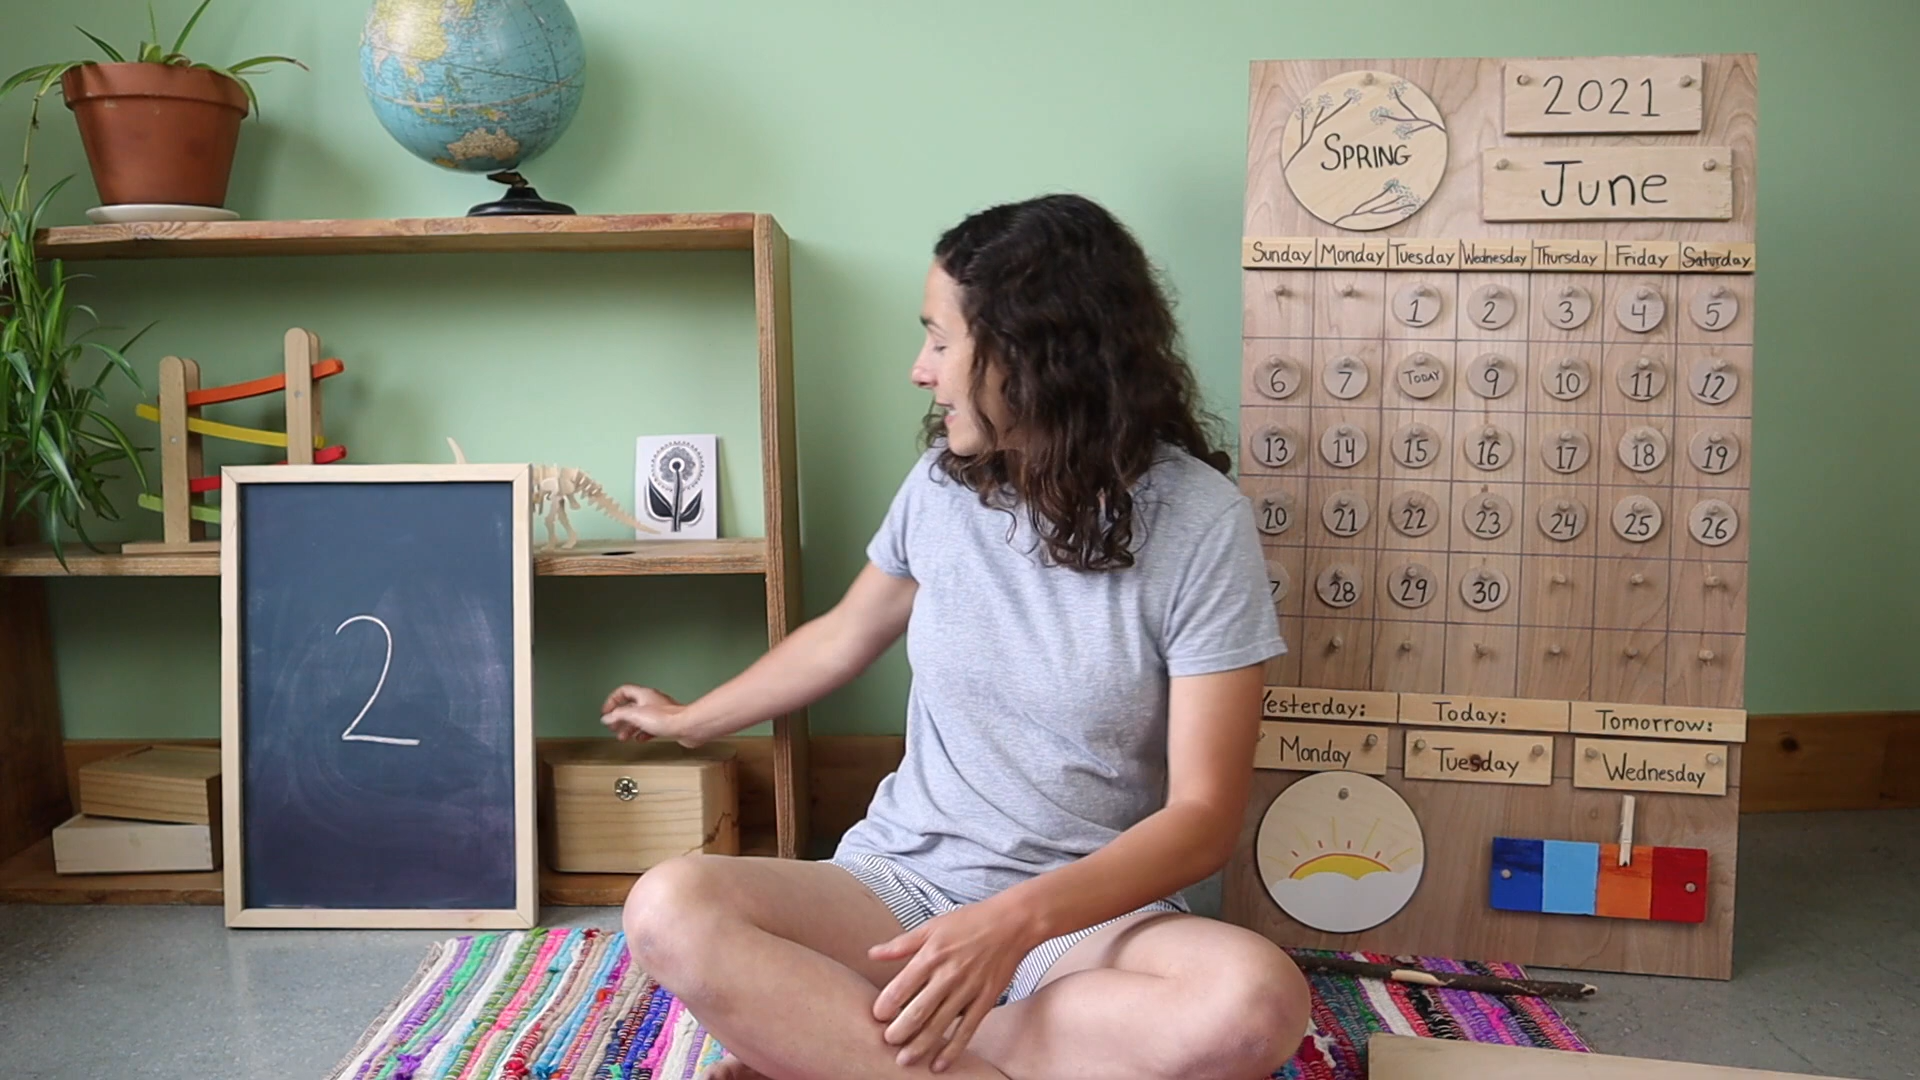 2
SPRING
2021
June
Sunday Monday Tuesday Wednesday Thursday Friday Saturday
1 2 3 4 5
6 7 TODAY 9 10 11 12
13 14 15 16 17 18 19
20 21 22 23 24 25 26
7 28 29 30
Yesterday: Today: Tomorrow:
Monday Tuesday Wednesday